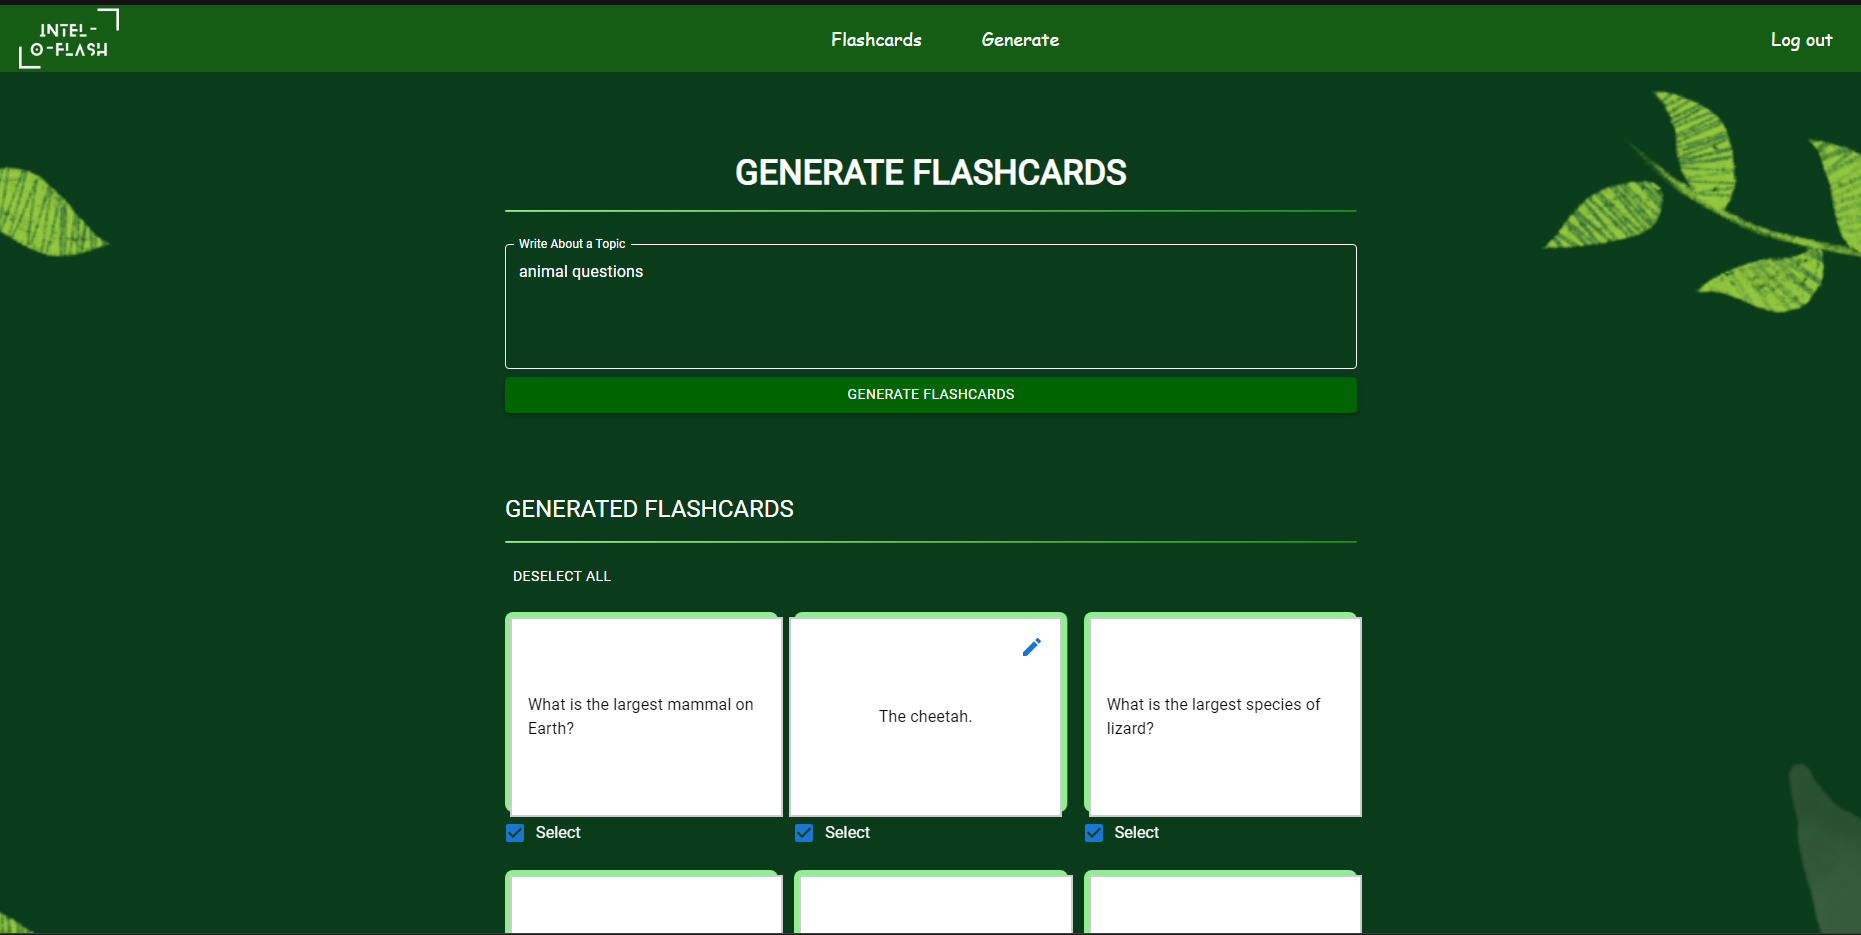 INTEL-
O-FLASH
Flashcards
Generate
Log out
GENERATE FLASHCARDS
Write About a Topic
animal questions
GENERATE FLASHCARDS
GENERATED FLASHCARDS
DESELECT ALL
What is the largest mammal on
Earth?
The cheetah.
What is the largest species of
lizard?
Select
Select
Select